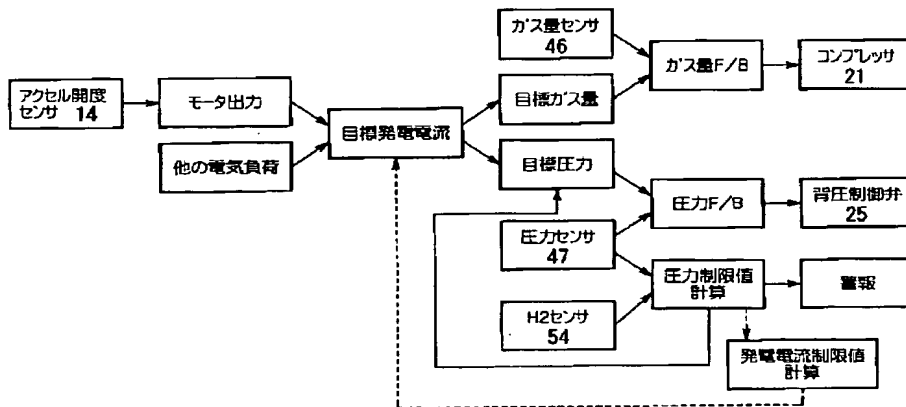 ガス量センサ
46
ガス量F/B
コンプレッサ
21
アクセル開度
センサ 14
モータ出力
目標ガス量
目標発電電流
他の電気負荷
目標圧力
圧力F/B
背圧制御弁
25
圧力センサ
47
圧力制限値
計算
警報
H2センサ
54
発電電流制限値
計算